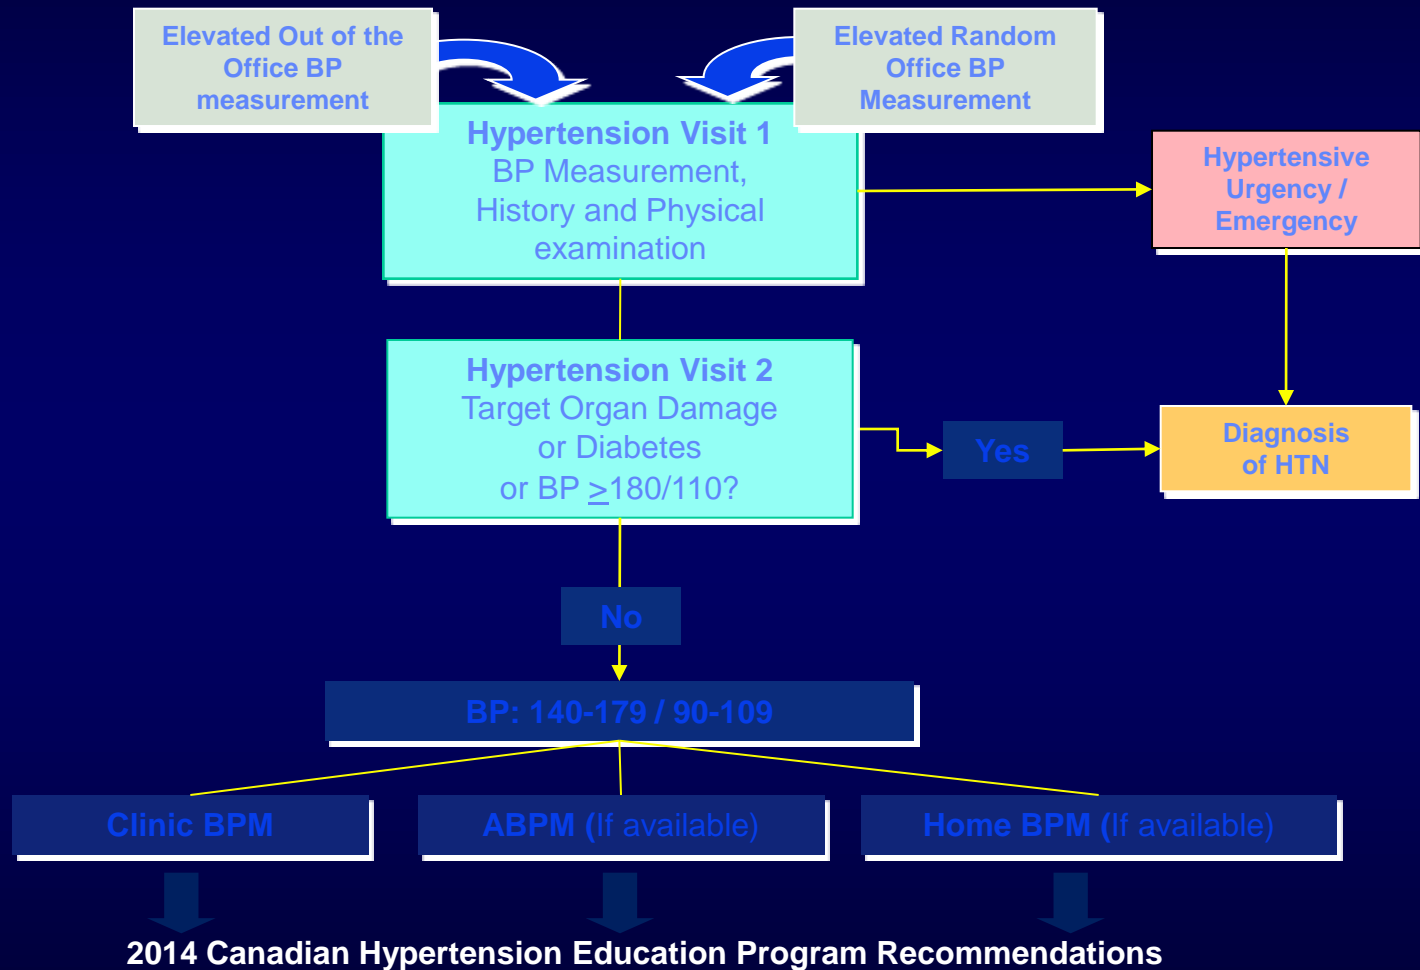 Elevated Out of the
Office BP
measurement
Elevated Random
Office BP
Measurement
Hypertension Visit 1
BP Measurement,
History and Physical
examination
Hypertensive
Urgency /
Emergency
Hypertension Visit 2
Target Organ Damage
or Diabetes
or BP >180/110?
Yes
Diagnosis
of HTN
No
BP: 140-179 / 90-109
Clinic BPM
ABPM (If available)
Home BPM (If available)
2014 Canadian Hypertension Education Program Recommendations